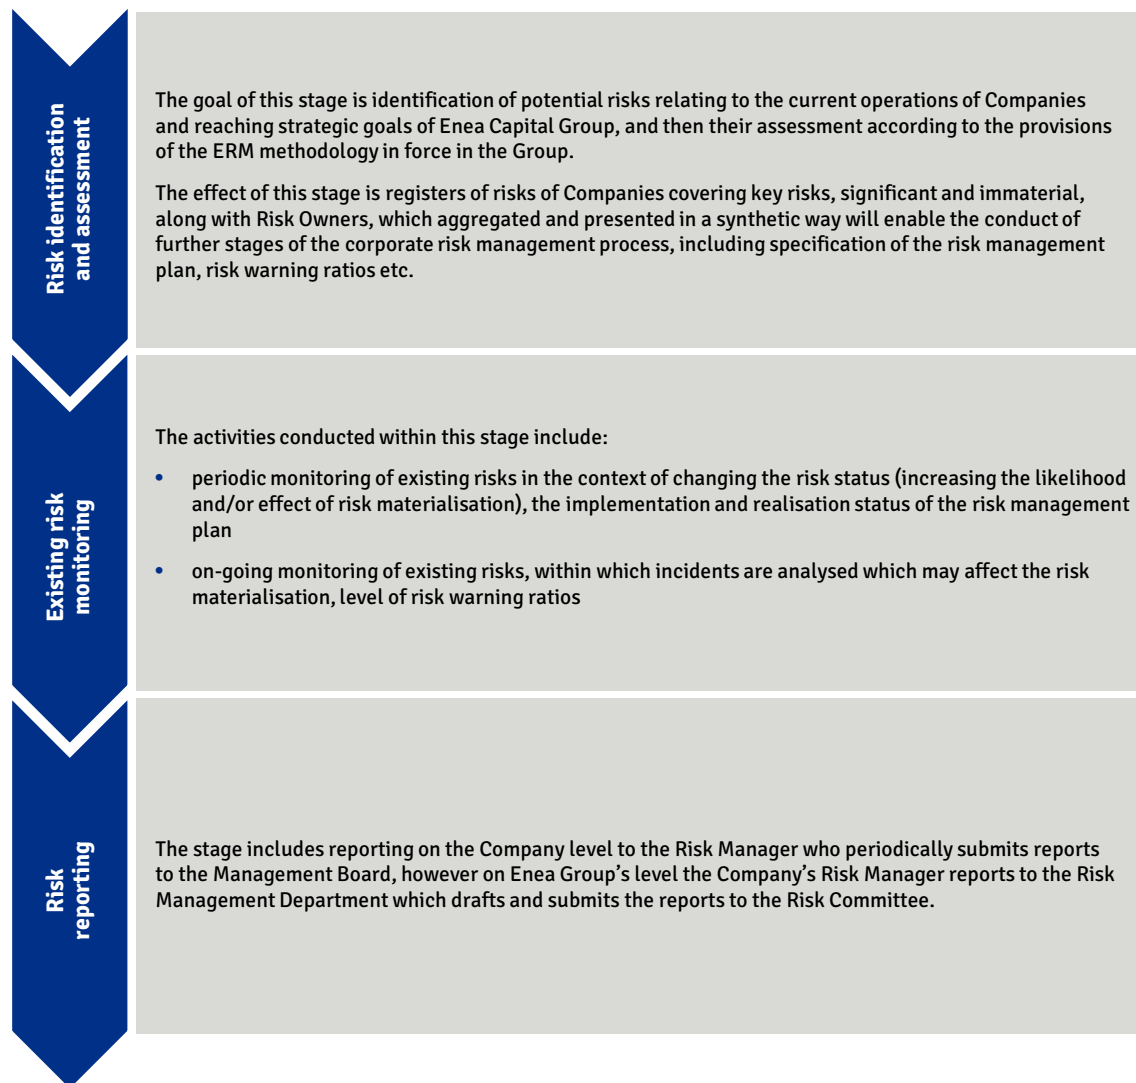 Risk identification
and assessment
The goal of this stage is identification of potential risks relating to the current operations of Companies
and reaching strategic goals of Enea Capital Group, and then their assessment according to the provisions
of the ERM methodology in force in the Group.
The effect of this stage is registers of risks of Companies covering key risks, significant and immaterial,
along with Risk Owners, which aggregated and presented in a synthetic way will enable the conduct of
further stages of the corporate risk management process, including specification of the risk management
plan, risk warning ratios etc.
Existing risk
monitoring
The activities conducted within this stage include:
• periodic monitoring of existing risks in the context of changing the risk status (increasing the likelihood
and/or effect of risk materialisation), the implementation and realisation status of the risk management
plan
• on-going monitoring of existing risks, within which incidents are analysed which may affect the risk
materialisation, level of risk warning ratios
Risk
reporting
The stage includes reporting on the Company level to the Risk Manager who periodically submits reports
to the Management Board, however on Enea Group’s level the Company’s Risk Manager reports to the Risk
Management Department which drafts and submits the reports to the Risk Committee.